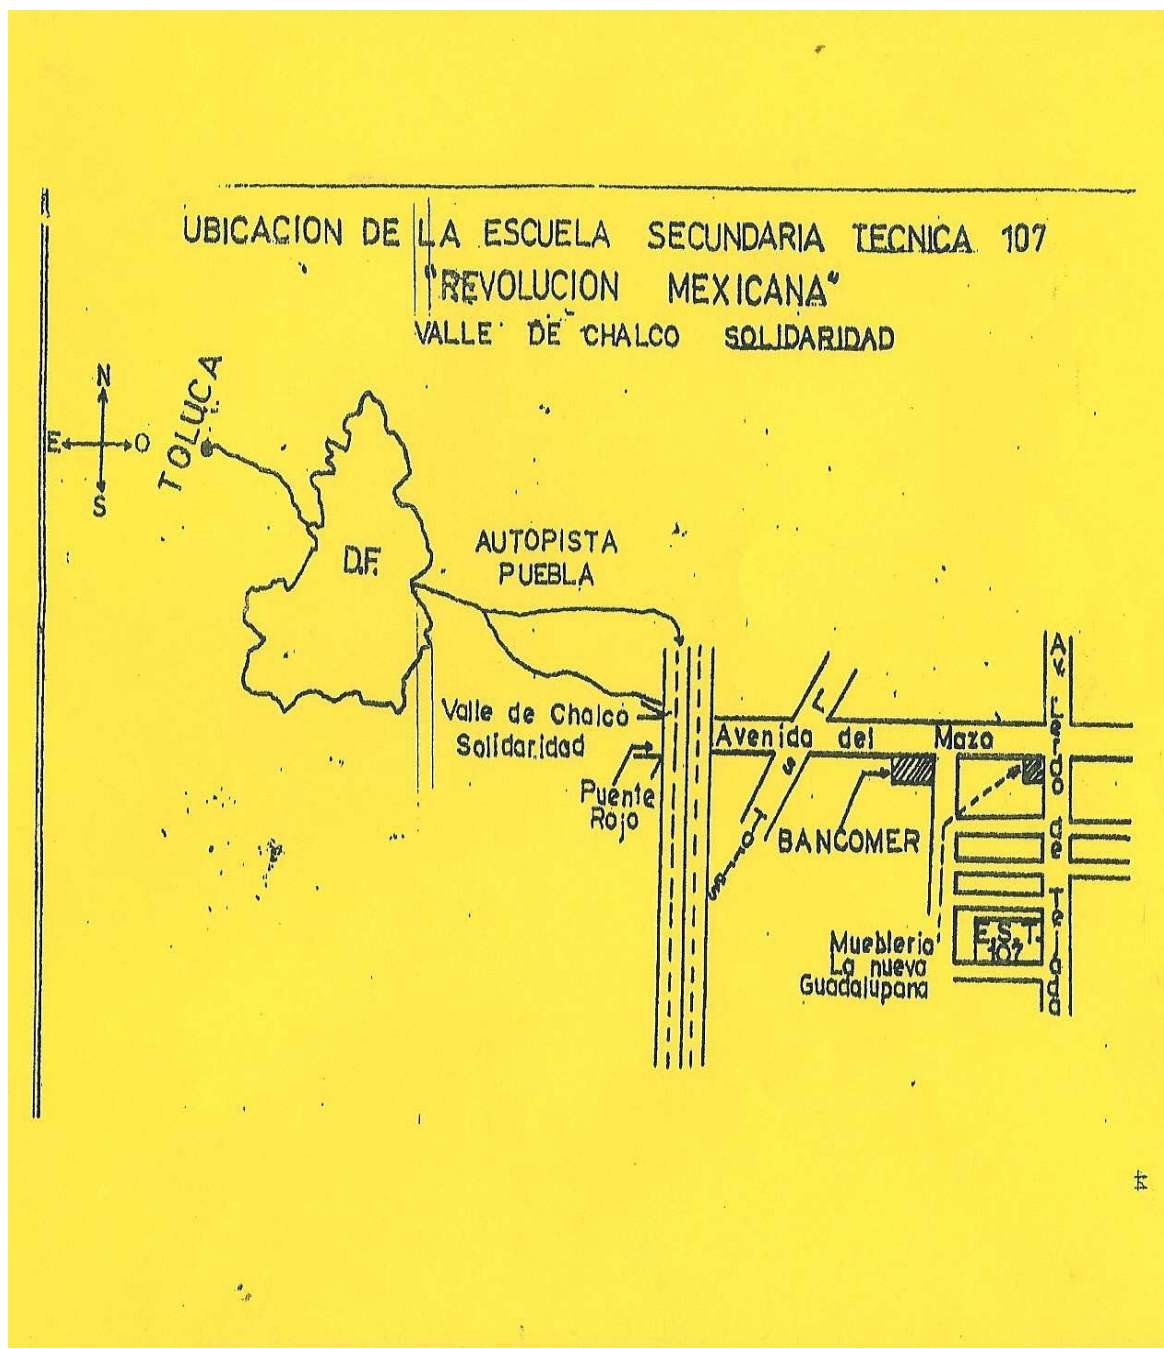 UBICACION DE LA ESCUELA SECUNDARIA TECNICA 107
"REVOLUCION MEXICANA"
VALLE DE CHALCO SOLIDARIDAD
N
E O
S
TOLUCA
D.F.
AUTOPISTA
PUEBLA
Valle de Chalco
Solidaridad
Puente
Rojo
Avenida del Mazo
BANCOMER
Av Lerdo de Tejada
Muebleria
La nueva
Guadalupana
E.S.T.
107